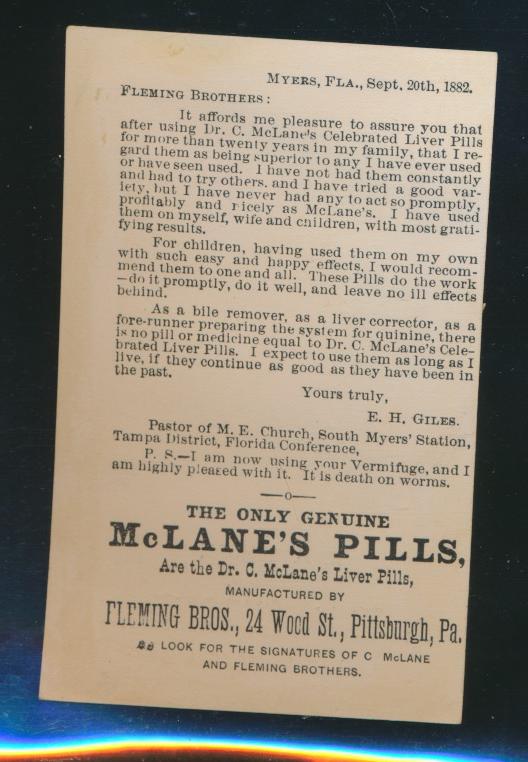 MYERS, FLA., Sept. 20th, 1882.
FLEMING BROTHERS:
It affords me pleasure to assure you that
after using Dr. C. McLane's Celebrated Liver Pills
for more than twenty years in my family, that I re-
gard them as being superior to any I have ever used
or have seen used. I have not had them constantly
and had to try others. and I have tried a good var-
iety, but I have never had any to act so promptly,
profitably and nicely as McLane's. I have used
them on myself, wife and children, with most grati-
fying results.
For children, having used them on my own
with such easy and happy effects, I would recom-
mend them to one and all. These Pills do the work
—do it promptly, do it well, and leave no ill effects
behind.
As a bile remover, as a liver corrector, as a
fore-runner preparing the system for quinine, there
is no pill or medicine equal to Dr. C. McLane's Cele-
brated Liver Pills. I expect to use them as long as I
live, if they continue as good as they have been in
the past.
Yours truly,
E. H. GILES.
Pastor of M. E. Church, South Myers' Station,
Tampa District, Florida Conference,
P. S.—I am now using your Vermifuge, and I
am highly pleased with it. It is death on worms.
—o—
THE ONLY GENUINE
McLANE'S PILLS,
Are the Dr. C. McLane's Liver Pills,
MANUFACTURED BY
FLEMING BROS., 24 Wood St., Pittsburgh, Pa.
LOOK FOR THE SIGNATURES OF C McLANE
AND FLEMING BROTHERS.